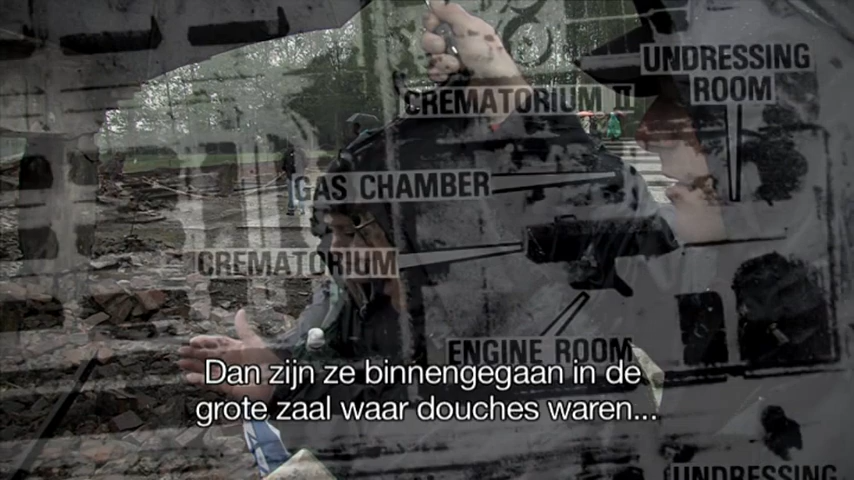 UNDRESSING
ROOM
CREMATORIUM II
GAS CHAMBER
CREMATORIUM
ENGINE ROOM
Dan zijn ze binnengegaan in de
grote zaal waar douches waren...
UNDRESSING